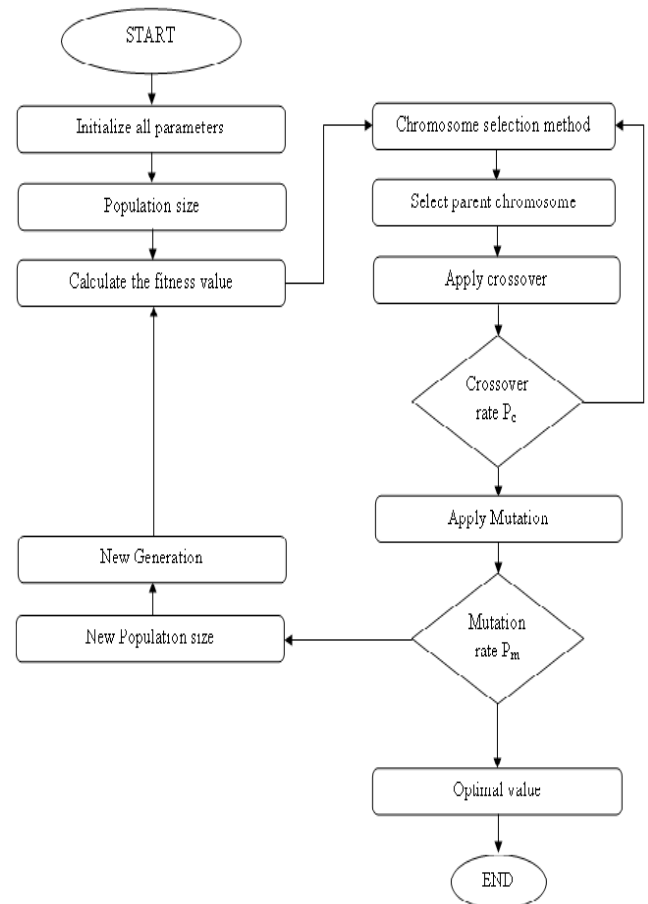 START
Initialize all parameters
Population size
Calculate the fitness value
Chromosome selection method
Select parent chromosome
Apply crossover
Crossover
rate Pc
Apply Mutation
Mutation
rate Pm
New Generation
New Population size
Optimal value
END